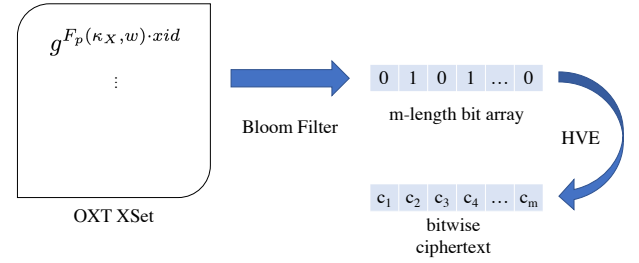 g^{F_p(κ_X,w)·xid}
⋮
OXT XSet
Bloom Filter
0 1 0 1 … 0
m-length bit array
HVE
c_1 c_2 c_3 c_4 … c_m
bitwise
ciphertext